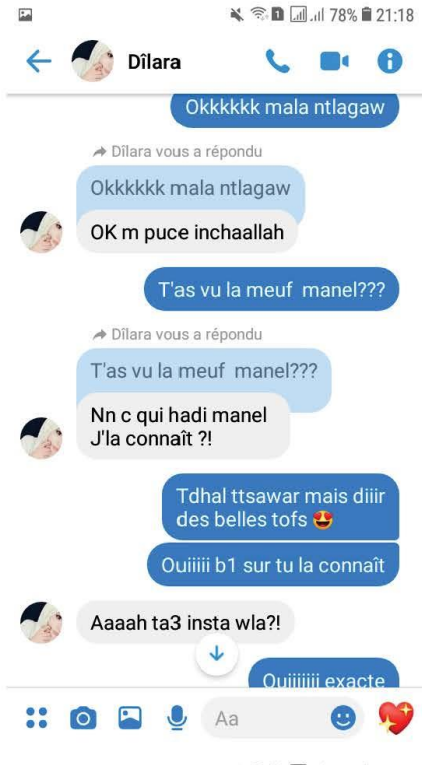 78% 21:18
Dîlara
Okkkkkk mala ntlagaw
Dîlara vous a répondu
Okkkkkk mala ntlagaw
OK m puce inchaallah
T'as vu la meuf manel???
Dîlara vous a répondu
T'as vu la meuf manel???
Nn c qui hadi manel
J'la connaît ?!
Tdhal ttsawar mais diiir
des belles tofs
Ouiiiii b1 sur tu la connaît
Aaaah ta3 insta wla?!
Ouiiiiiii exacte
Aa